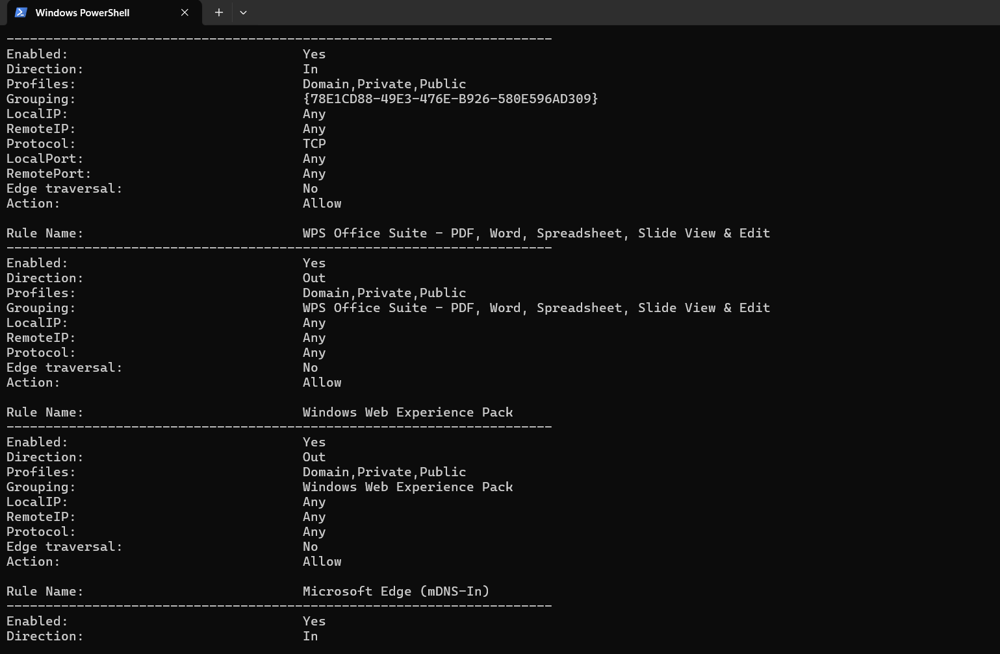 Windows PowerShell
----------------------------------------------------------------------
Enabled: Yes
Direction: In
Profiles: Domain,Private,Public
Grouping: {78E1CD88-49E3-476E-B926-580E596AD309}
LocalIP: Any
RemoteIP: Any
Protocol: TCP
LocalPort: Any
RemotePort: Any
Edge traversal: No
Action: Allow
Rule Name: WPS Office Suite - PDF, Word, Spreadsheet, Slide View & Edit
----------------------------------------------------------------------
Enabled: Yes
Direction: Out
Profiles: Domain,Private,Public
Grouping: WPS Office Suite - PDF, Word, Spreadsheet, Slide View & Edit
LocalIP: Any
RemoteIP: Any
Protocol: Any
Edge traversal: No
Action: Allow
Rule Name: Windows Web Experience Pack
----------------------------------------------------------------------
Enabled: Yes
Direction: Out
Profiles: Domain,Private,Public
Grouping: Windows Web Experience Pack
LocalIP: Any
RemoteIP: Any
Protocol: Any
Edge traversal: No
Action: Allow
Rule Name: Microsoft Edge (mDNS-In)
----------------------------------------------------------------------
Enabled: Yes
Direction: In